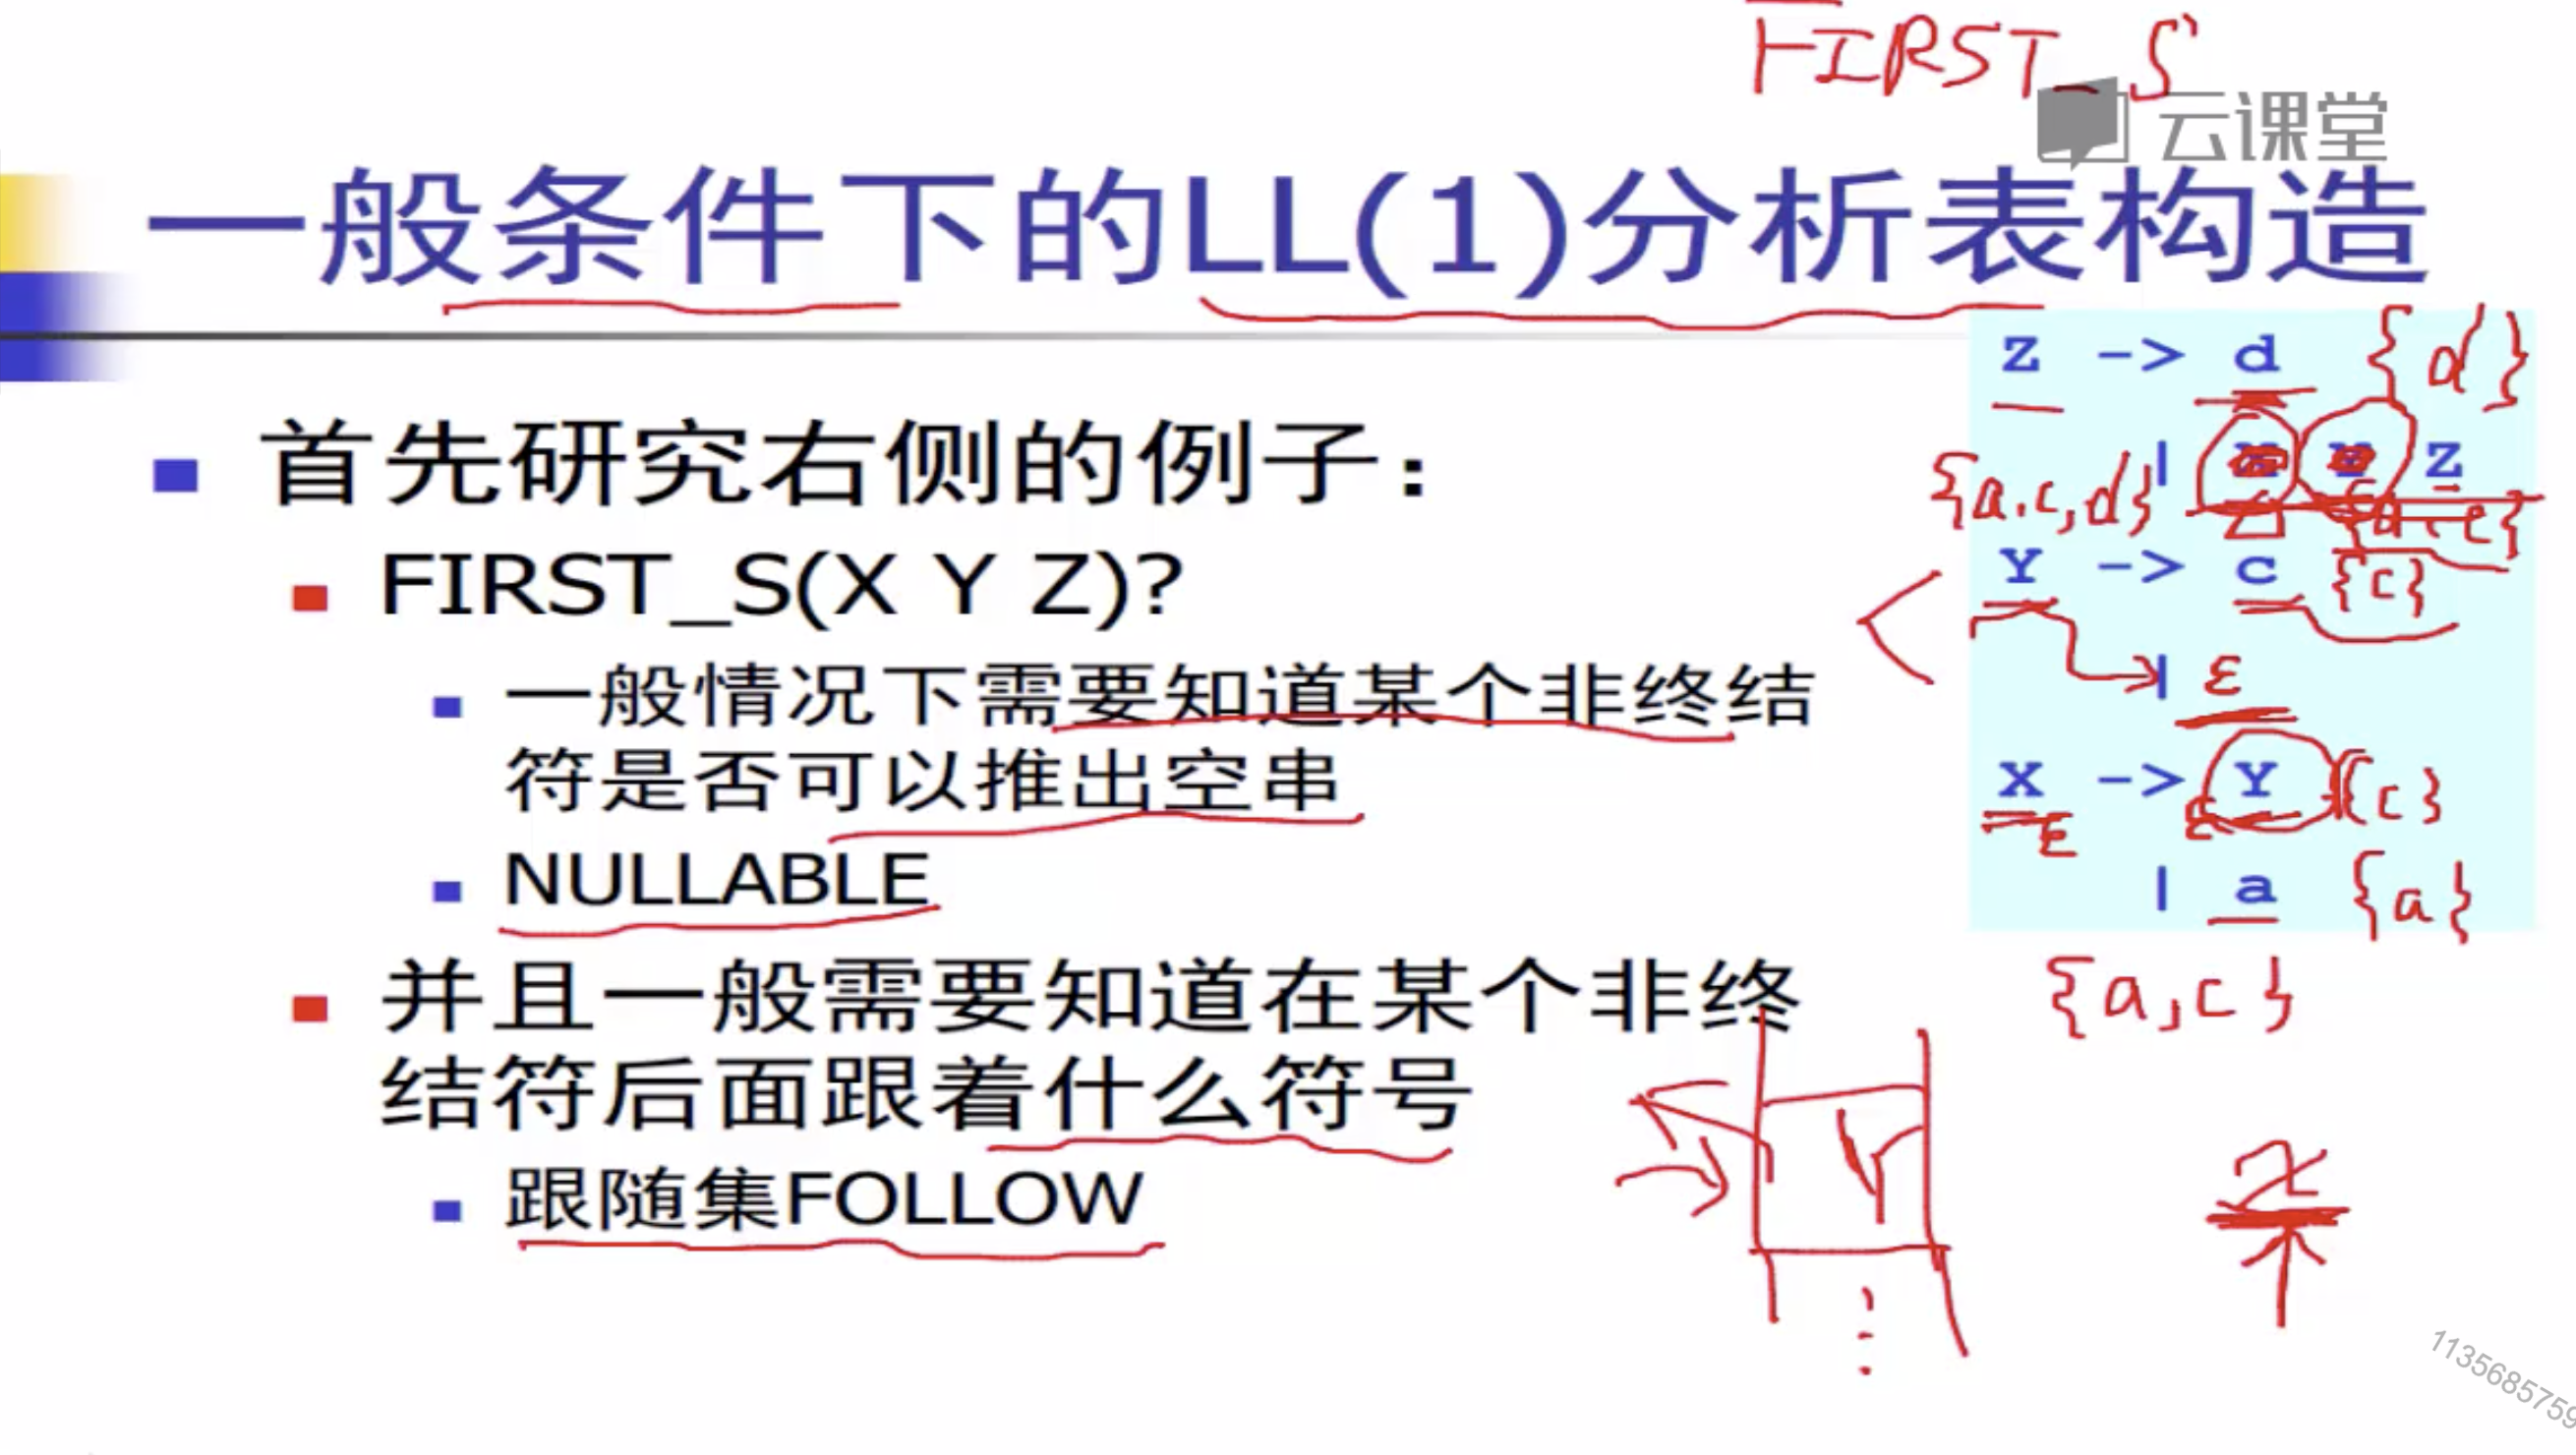 FIRST_S
云课堂
一般条件下的LL(1)分析表构造
首先研究右侧的例子：
FIRST_S(X Y Z)?
一般情况下需要知道某个非终结
符是否可以推出空串
NULLABLE
并且一般需要知道在某个非终
结符后面跟着什么符号
跟随集FOLLOW
Z -> d {d}
{a,c,d} | X Y Z
Y -> c {c}
| ε
X -> Y {c}
ε ε
| a {a}
{a,c}
Y
1135685759